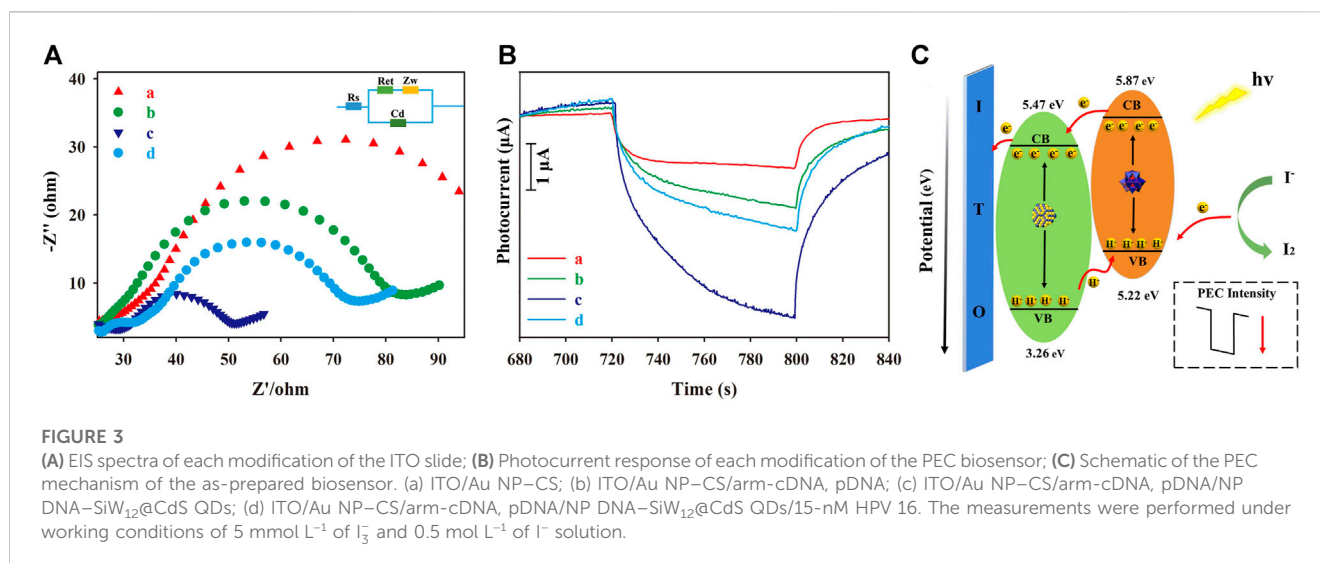 A
-Z'' (ohm)
40
30
20
10
a
b
c
d
Rs
Ret
Zw
Cd
30
40
50
60
70
80
90
Z'/ohm
B
Photocurrent (μA)
1 μA
a
b
c
d
680
700
720
740
760
780
800
820
840
Time (s)
C
Potential (eV)
I
T
O
5.47 eV
CB
e⁻ e⁻ e⁻ e⁻
H⁺ H⁺ H⁺ H⁺
VB
3.26 eV
5.87 eV
CB
e⁻ e⁻ e⁻ e⁻
H⁺ H⁺ H⁺ H⁺
VB
5.22 eV
e⁻
e⁻
e⁻
H⁺
hv
I⁻
I₂
PEC Intensity
FIGURE 3
(A) EIS spectra of each modification of the ITO slide; (B) Photocurrent response of each modification of the PEC biosensor; (C) Schematic of the PEC
mechanism of the as-prepared biosensor. (a) ITO/Au NP–CS; (b) ITO/Au NP–CS/arm-cDNA, pDNA; (c) ITO/Au NP–CS/arm-cDNA, pDNA/NP
DNA–SiW₁₂@CdS QDs; (d) ITO/Au NP–CS/arm-cDNA, pDNA/NP DNA–SiW₁₂@CdS QDs/15-nM HPV 16. The measurements were performed under
working conditions of 5 mmol L⁻¹ of I₃⁻ and 0.5 mol L⁻¹ of I⁻ solution.